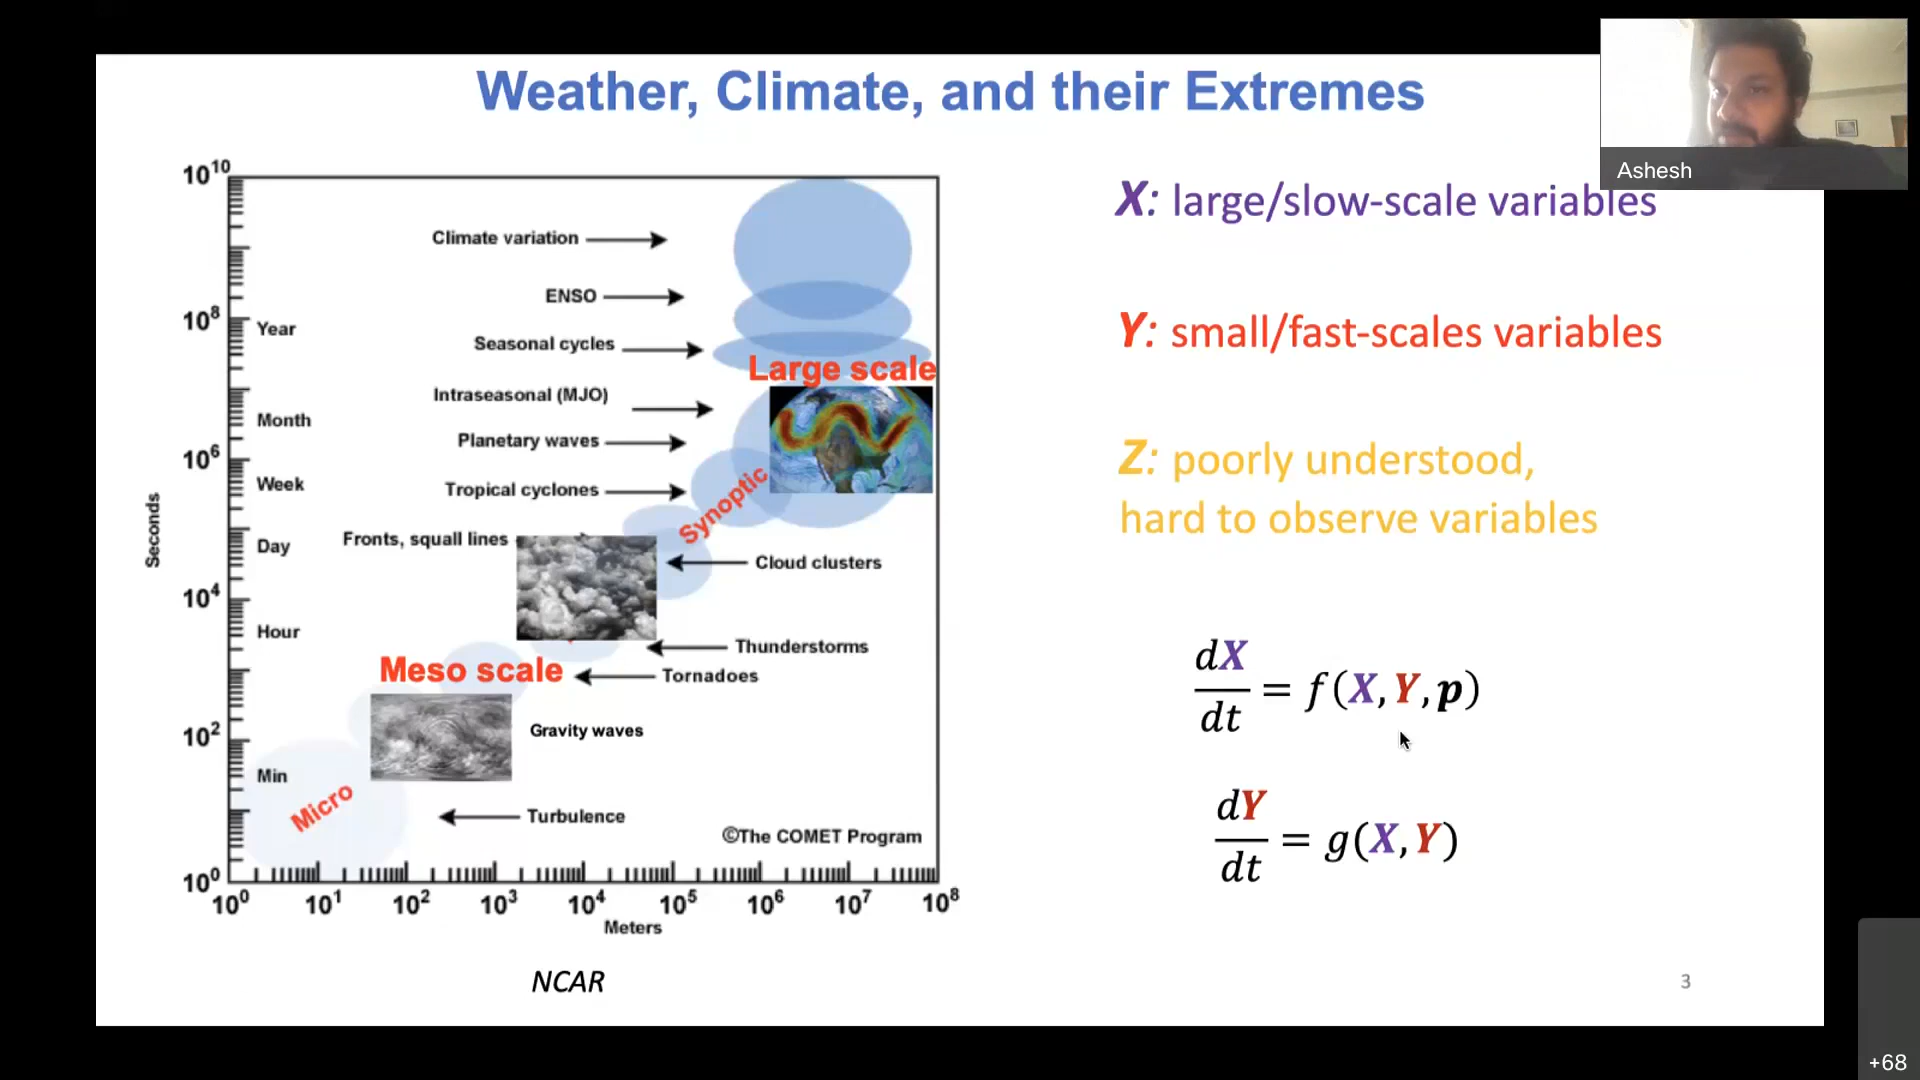 Weather, Climate, and their Extremes
Ashesh
10^10
10^8
10^6
10^4
10^2
10^0
Seconds
Year
Month
Week
Day
Hour
Min
Climate variation
ENSO
Seasonal cycles
Large scale
Intraseasonal (MJO)
Planetary waves
Tropical cyclones
Synoptic
Fronts, squall lines
Cloud clusters
Thunderstorms
Meso scale
Tornadoes
Gravity waves
Micro
Turbulence
©The COMET Program
10^0 10^1 10^2 10^3 10^4 10^5 10^6 10^7 10^8
Meters
NCAR
X: large/slow-scale variables
Y: small/fast-scales variables
Z: poorly understood,
hard to observe variables
dX/dt = f(X, Y, p)
dY/dt = g(X, Y)
3
+68